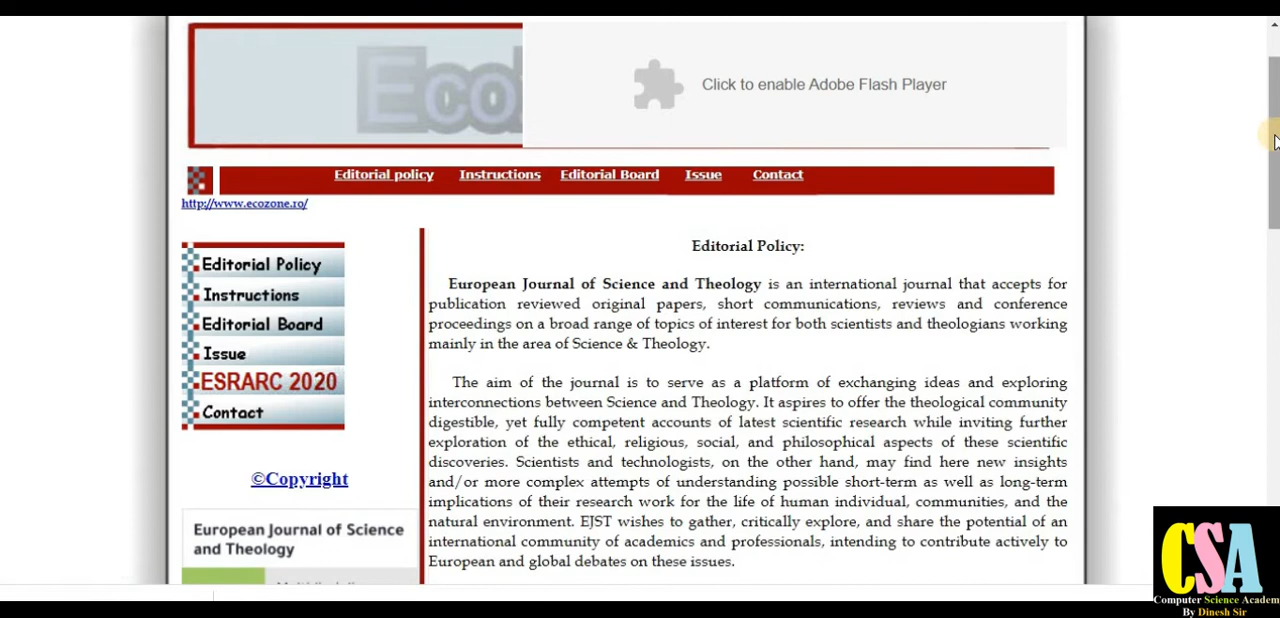 Eco
Click to enable Adobe Flash Player
Editorial policy Instructions Editorial Board Issue Contact
http://www.ecozone.ro/
Editorial Policy
Instructions
Editorial Board
Issue
ESRARC 2020
Contact
©Copyright
European Journal of Science
and Theology
Editorial Policy:
European Journal of Science and Theology is an international journal that accepts for
publication reviewed original papers, short communications, reviews and conference
proceedings on a broad range of topics of interest for both scientists and theologians working
mainly in the area of Science & Theology.
The aim of the journal is to serve as a platform of exchanging ideas and exploring
interconnections between Science and Theology. It aspires to offer the theological community
digestible, yet fully competent accounts of latest scientific research while inviting further
exploration of the ethical, religious, social, and philosophical aspects of these scientific
discoveries. Scientists and technologists, on the other hand, may find here new insights
and/or more complex attempts of understanding possible short-term as well as long-term
implications of their research work for the life of human individual, communities, and the
natural environment. EJST wishes to gather, critically explore, and share the potential of an
international community of academics and professionals, intending to contribute actively to
European and global debates on these issues.
CSA
Computer Science Academ
By Dinesh Sir